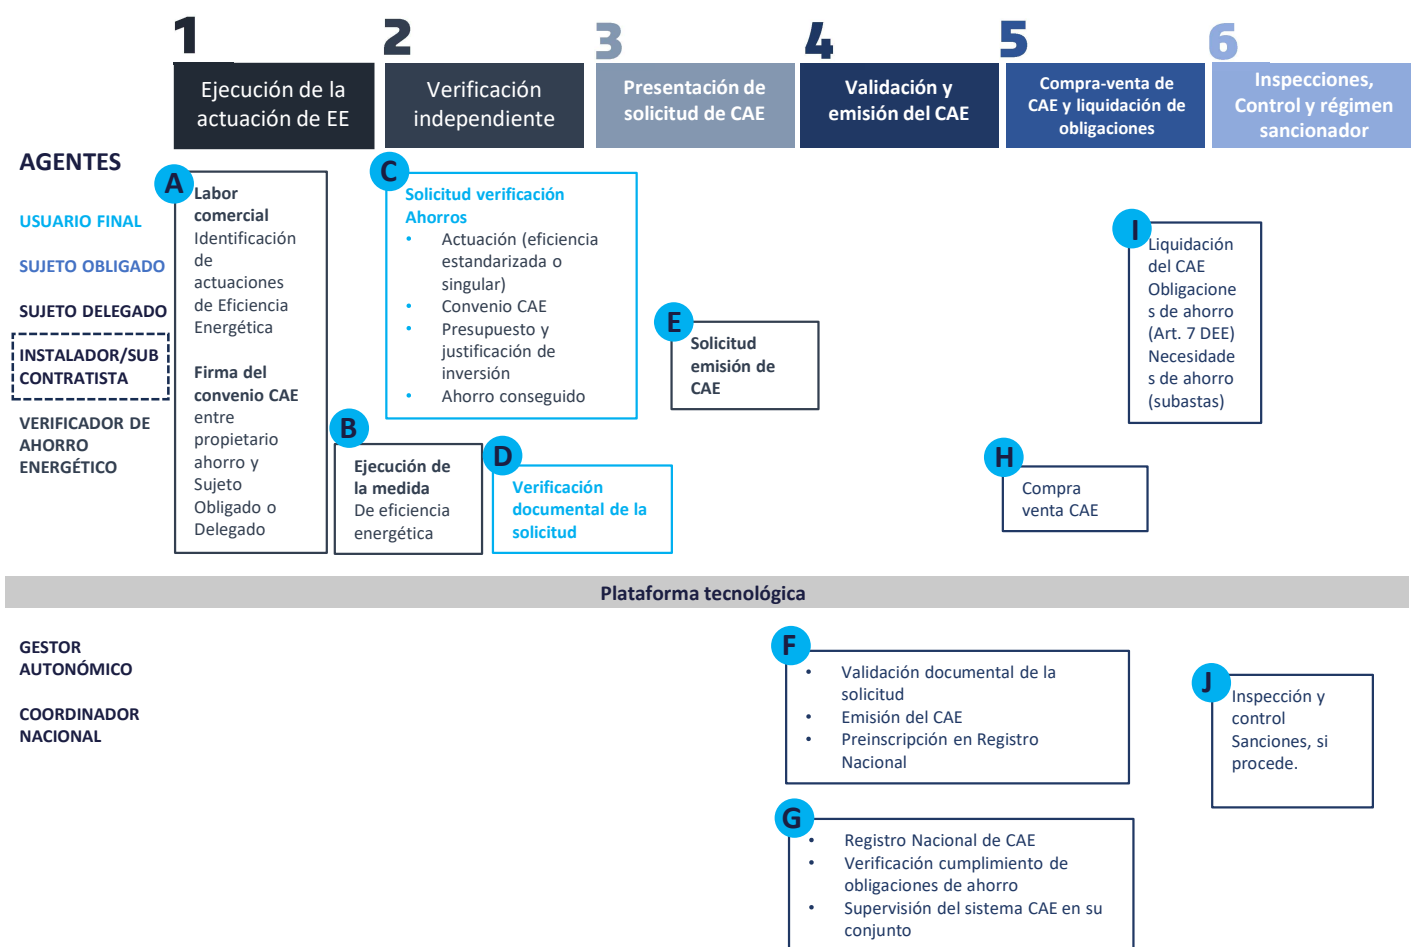 1
2
3
4
5
6
Ejecución de la
actuación de EE
Verificación
independiente
Presentación de
solicitud de CAE
Validación y
emisión del CAE
Compra-venta de
CAE y liquidación de
obligaciones
Inspecciones,
Control y régimen
sancionador
AGENTES
USUARIO FINAL
SUJETO OBLIGADO
SUJETO DELEGADO
INSTALADOR/SUB
CONTRATISTA
VERIFICADOR DE
AHORRO
ENERGÉTICO
A
Labor
comercial
Identificación
de
actuaciones
de Eficiencia
Energética
Firma del
convenio CAE
entre
propietario
ahorro y
Sujeto
Obligado o
Delegado
B
Ejecución de
la medida
De eficiencia
energética
C
Solicitud verificación
Ahorros
• Actuación (eficiencia
estandarizada o
singular)
• Convenio CAE
• Presupuesto y
justificación de
inversión
• Ahorro conseguido
D
Verificación
documental de la
solicitud
E
Solicitud
emisión de
CAE
H
Compra
venta CAE
I
Liquidación
del CAE
Obligacione
s de ahorro
(Art. 7 DEE)
Necesidade
s de ahorro
(subastas)
Plataforma tecnológica
GESTOR
AUTONÓMICO
COORDINADOR
NACIONAL
F
• Validación documental de la
solicitud
• Emisión del CAE
• Preinscripción en Registro
Nacional
G
• Registro Nacional de CAE
• Verificación cumplimiento de
obligaciones de ahorro
• Supervisión del sistema CAE en su
conjunto
J
Inspección y
control
Sanciones, si
procede.